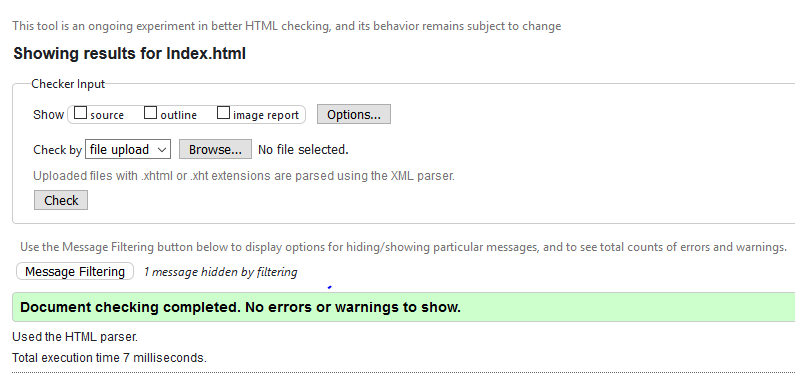 This tool is an ongoing experiment in better HTML checking, and its behavior remains subject to change
Showing results for Index.html
Checker Input
Show source outline image report Options...
Check by file upload Browse... No file selected.
Uploaded files with .xhtml or .xht extensions are parsed using the XML parser.
Check
Use the Message Filtering button below to display options for hiding/showing particular messages, and to see total counts of errors and warnings.
Message Filtering 1 message hidden by filtering
Document checking completed. No errors or warnings to show.
Used the HTML parser.
Total execution time 7 milliseconds.